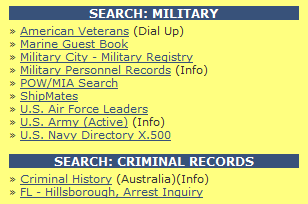 SEARCH: MILITARY
» American Veterans (Dial Up)
» Marine Guest Book
» Military City - Military Registry
» Military Personnel Records (Info)
» POW/MIA Search
» ShipMates
» U.S. Air Force Leaders
» U.S. Army (Active) (Info)
» U.S. Navy Directory X.500
SEARCH: CRIMINAL RECORDS
» Criminal History (Australia)(Info)
» FL - Hillsborough, Arrest Inquiry